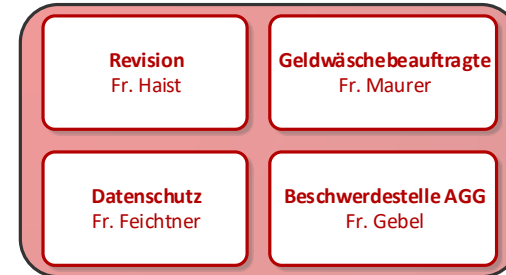 Revision
Fr. Haist
Geldwäschebeauftragte
Fr. Maurer
Datenschutz
Fr. Feichtner
Beschwerdestelle AGG
Fr. Gebel